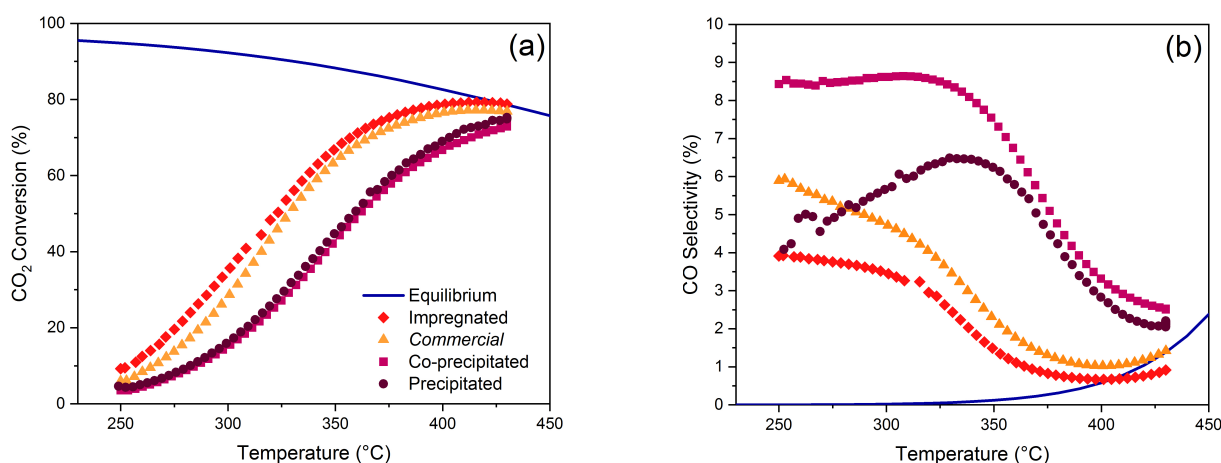 (a)
CO₂ Conversion (%)
100
80
60
40
20
0
Equilibrium
Impregnated
Commercial
Co-precipitated
Precipitated
250 300 350 400 450
Temperature (°C)
(b)
CO Selectivity (%)
10
9
8
7
6
5
4
3
2
1
0
250 300 350 400 450
Temperature (°C)